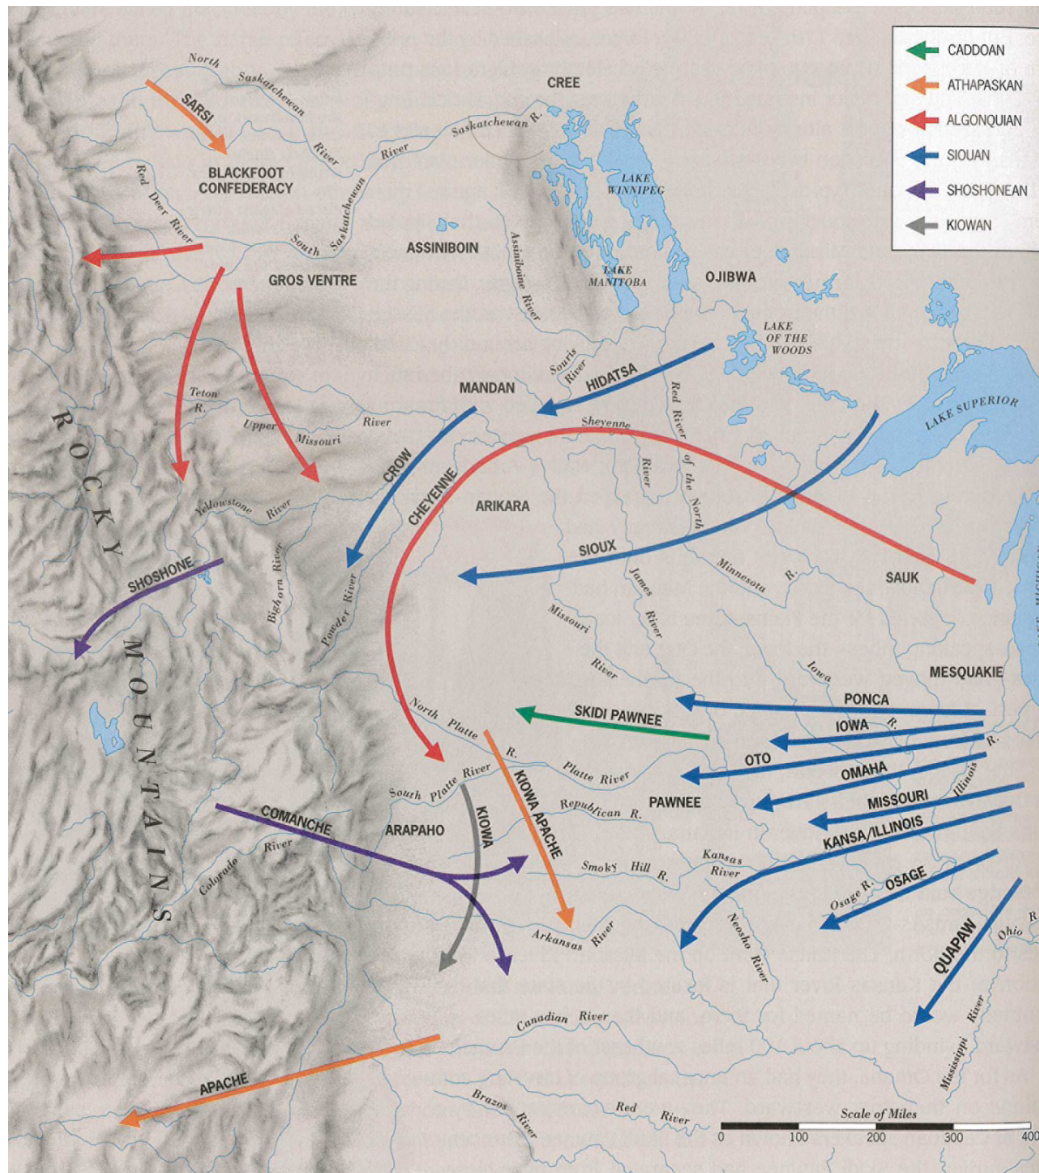 CADDOAN
ATHAPASKAN
ALGONQUIAN
SIOUAN
SHOSHONEAN
KIOWAN
North Saskatchewan River
SARSI
CREE
Saskatchewan R.
BLACKFOOT
CONFEDERACY
Red Deer River
South Saskatchewan River
LAKE
WINNIPEG
ASSINIBOIN
Assiniboine River
GROS VENTRE
LAKE
MANITOBA
OJIBWA
LAKE
OF THE
WOODS
Souris
River
HIDATSA
MANDAN
Teton
R.
Upper Missouri River
Sheyenne
River
Red River of the North
LAKE SUPERIOR
ROCKY MOUNTAINS
CROW
CHEYENNE
Yellowstone River
ARIKARA
SIOUX
Bighorn River
Powder River
SHOSHONE
James River
Minnesota R.
SAUK
Missouri River
MESQUAKIE
Iowa R.
PONCA
IOWA
North Platte R.
SKIDI PAWNEE
OTO
OMAHA
Illinois R.
South Platte River
Platte River
KIOWA APACHE
KIOWA
PAWNEE
Republican R.
MISSOURI
KANSA/ILLINOIS
COMANCHE
ARAPAHO
Colorado River
Smoky Hill R.
Kansas
River
Osage R.
OSAGE
Arkansas River
Neosho River
QUAPAW
Ohio R.
Mississippi River
Canadian River
APACHE
Brazos
River
Red River
Scale of Miles
0 100 200 300 400